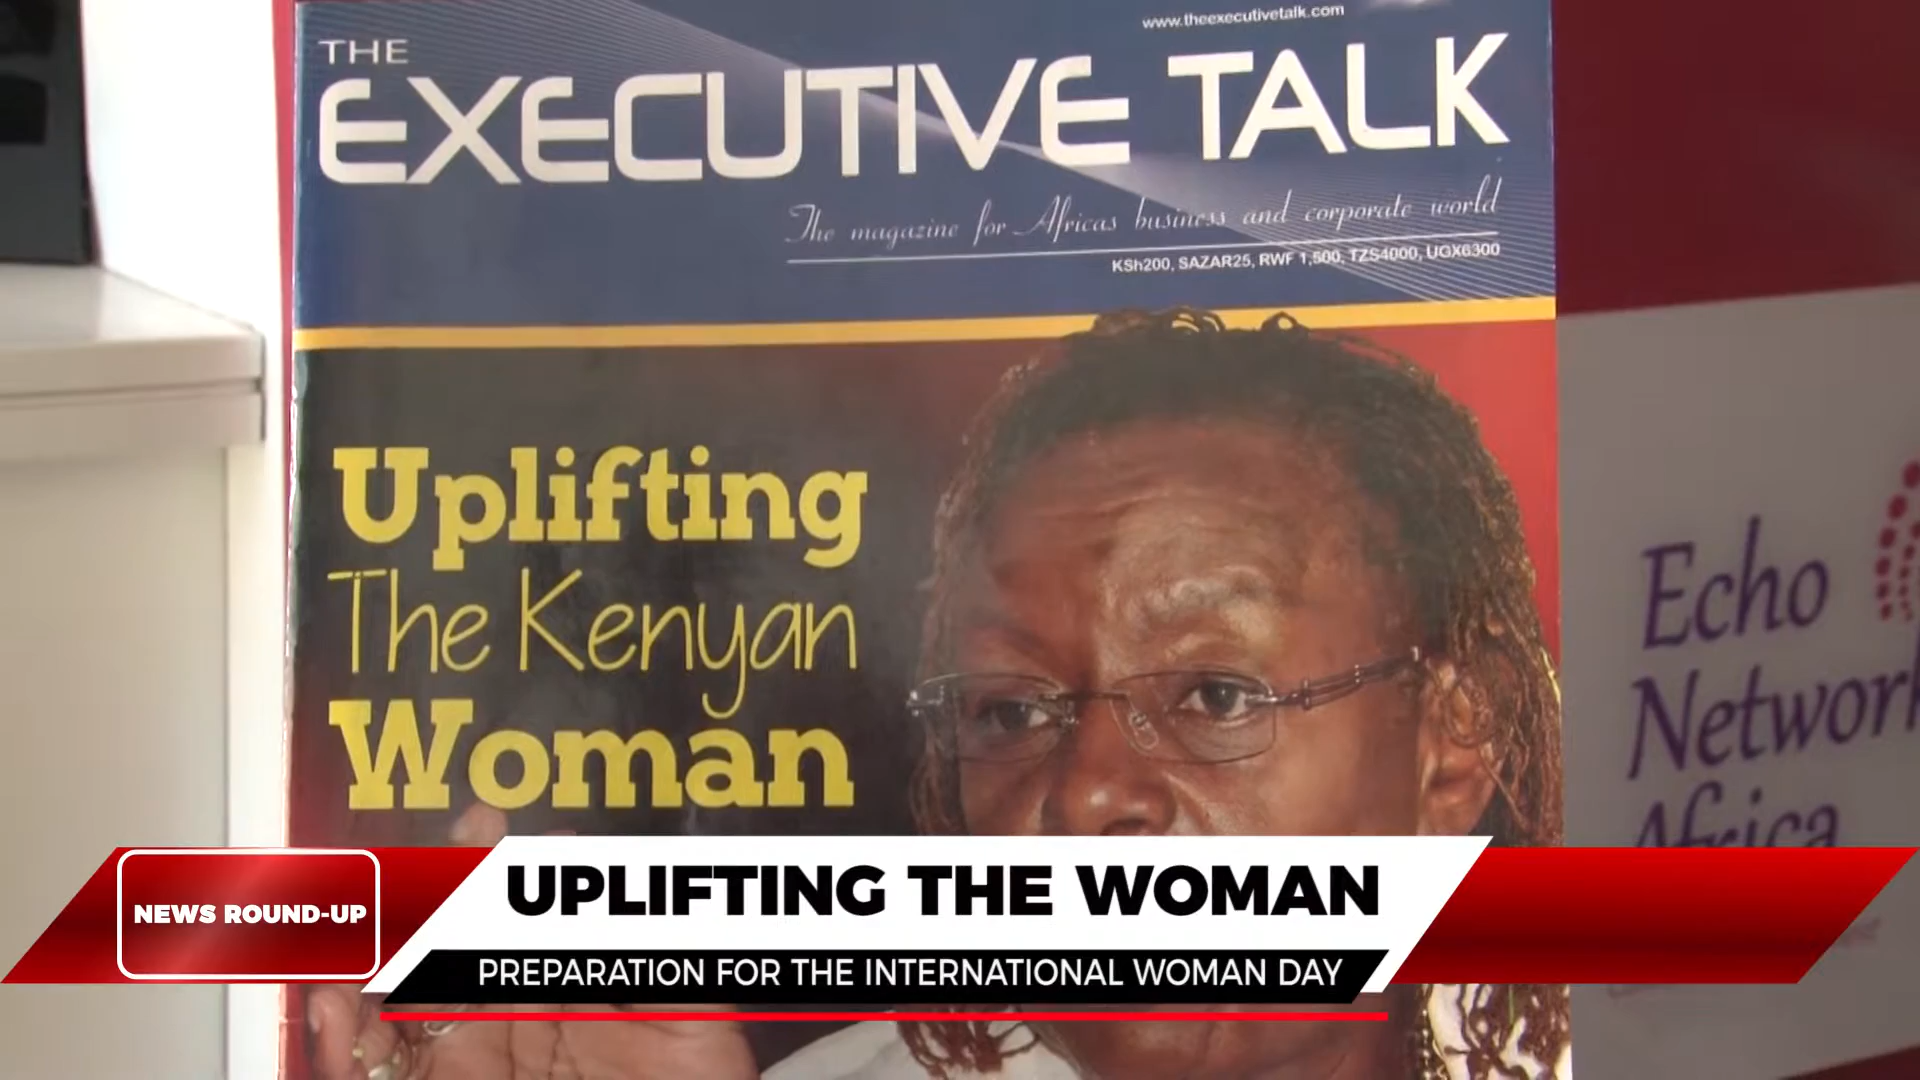 www.theexecutivetalk.com
THE
EXECUTIVE TALK
The magazine for Africas business and corporate world
KSh200, SAZAR25, RWF 1,500, TZS4000, UGX6300
Uplifting
The Kenyan
Woman
Echo
Network
Africa
NEWS ROUND-UP
UPLIFTING THE WOMAN
PREPARATION FOR THE INTERNATIONAL WOMAN DAY